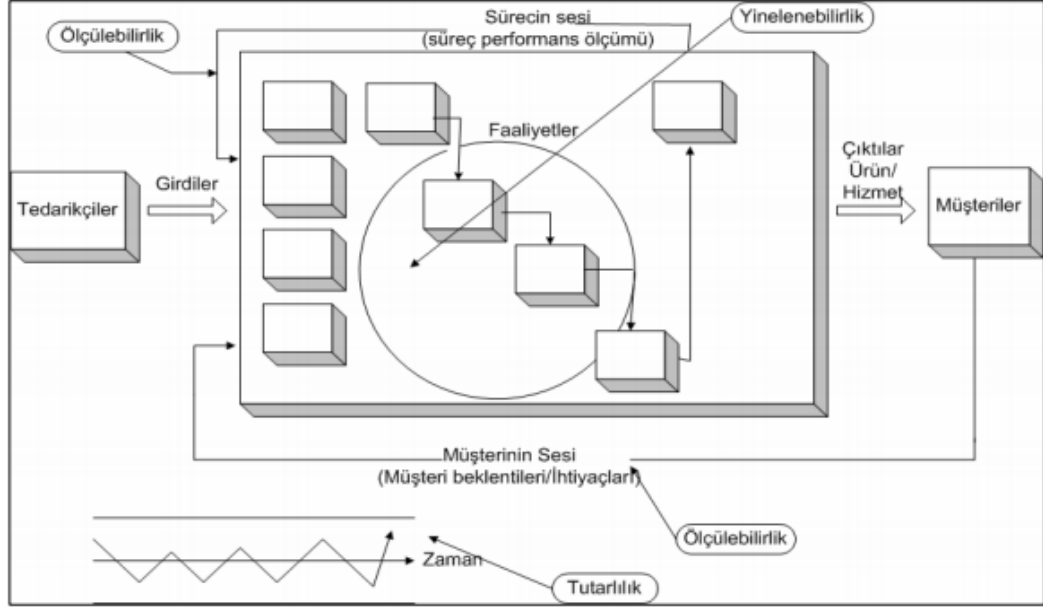 Sürecin sesi
(süreç performans ölçümü)
Yinelenebilirlik
Ölçülebilirlik
Faaliyetler
Girdiler
Tedarikçiler
Çıktılar
Ürün/
Hizmet
Müşteriler
Müşterinin Sesi
(Müşteri beklentileri/İhtiyaçları)
Ölçülebilirlik
Zaman
Tutarlılık